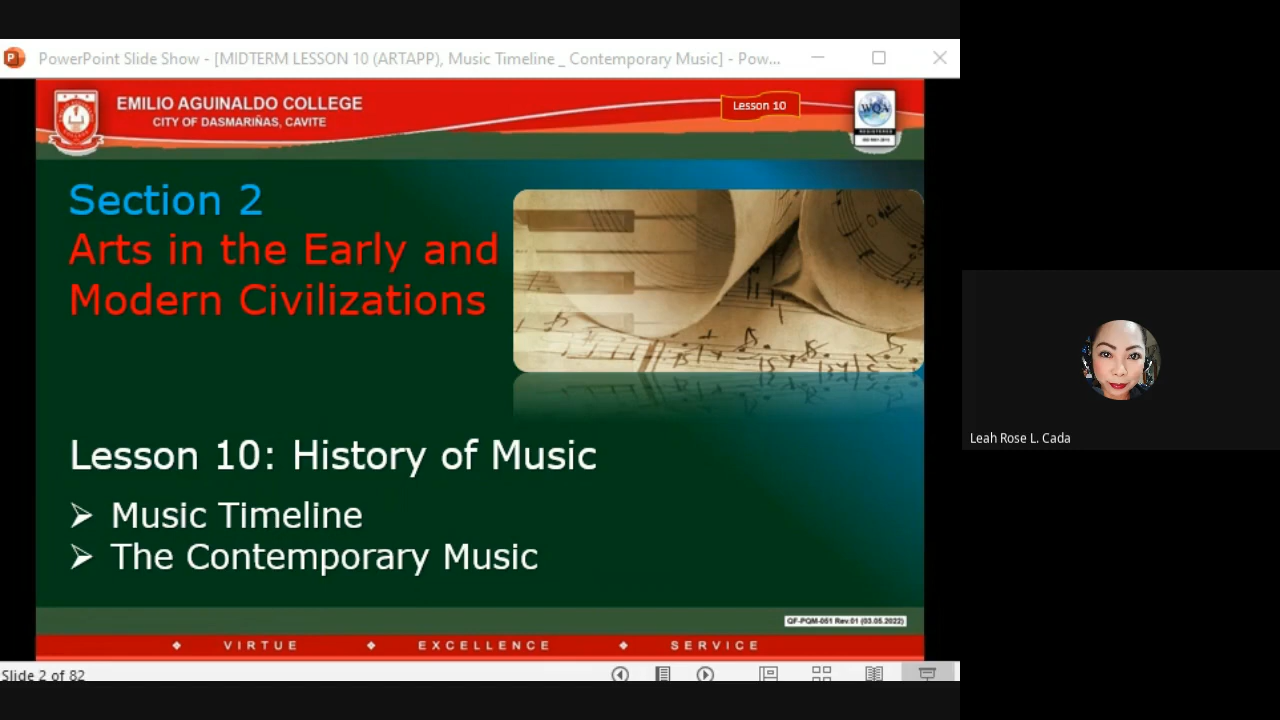 PowerPoint Slide Show - [MIDTERM LESSON 10 (ARTAPP), Music Timeline _ Contemporary Music] - Pow...
EMILIO AGUINALDO COLLEGE
CITY OF DASMARIÑAS, CAVITE
Lesson 10
WQA
REGISTERED
Section 2
Arts in the Early and
Modern Civilizations
Lesson 10: History of Music
➢ Music Timeline
➢ The Contemporary Music
Leah Rose L. Cada
QF-PQM-051 Rev.01 (03.05.2022)
❖ VIRTUE ❖ EXCELLENCE ❖ SERVICE
Slide 2 of 82